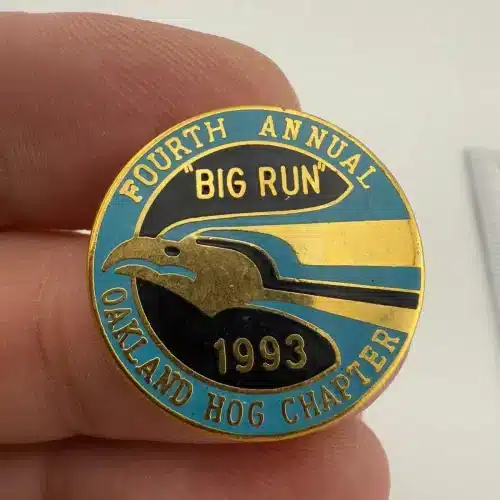 FOURTH ANNUAL
"BIG RUN"
1993
OAKLAND HOG CHAPTER